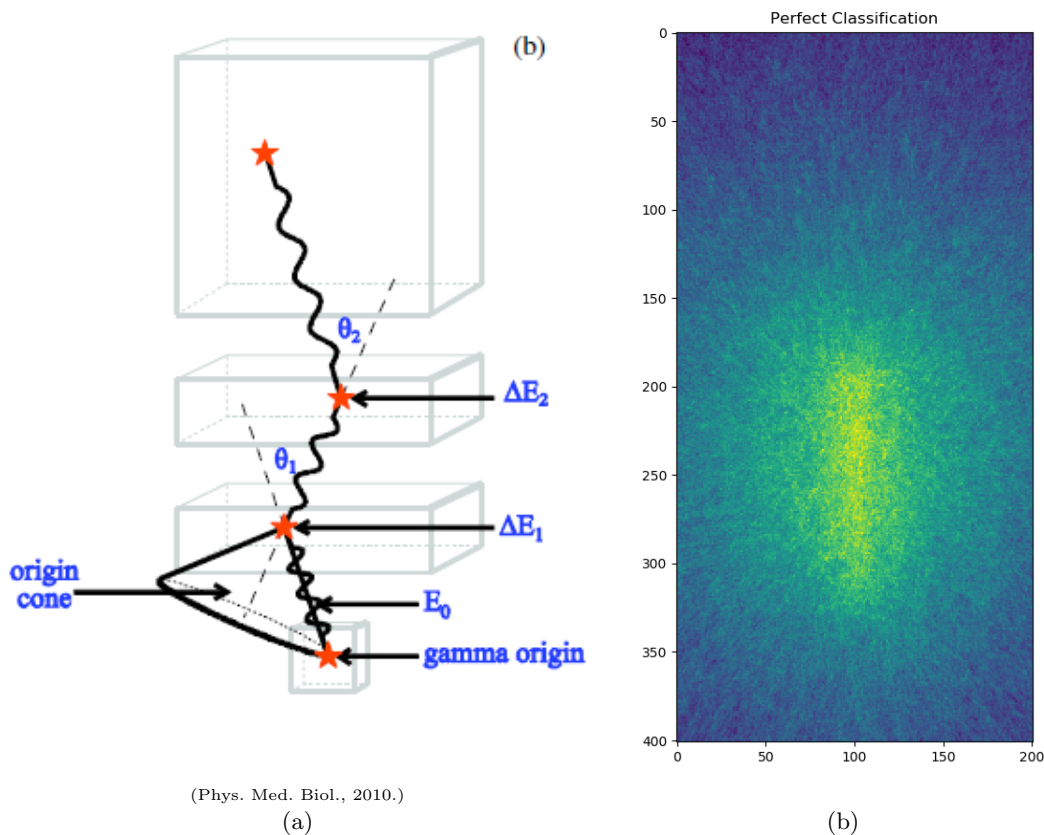 (b)
θ2
ΔE2
θ1
ΔE1
origin
cone
E0
gamma origin
(Phys. Med. Biol., 2010.)
(a)
Perfect Classification
0
50
100
150
200
250
300
350
400
0 50 100 150 200
(b)